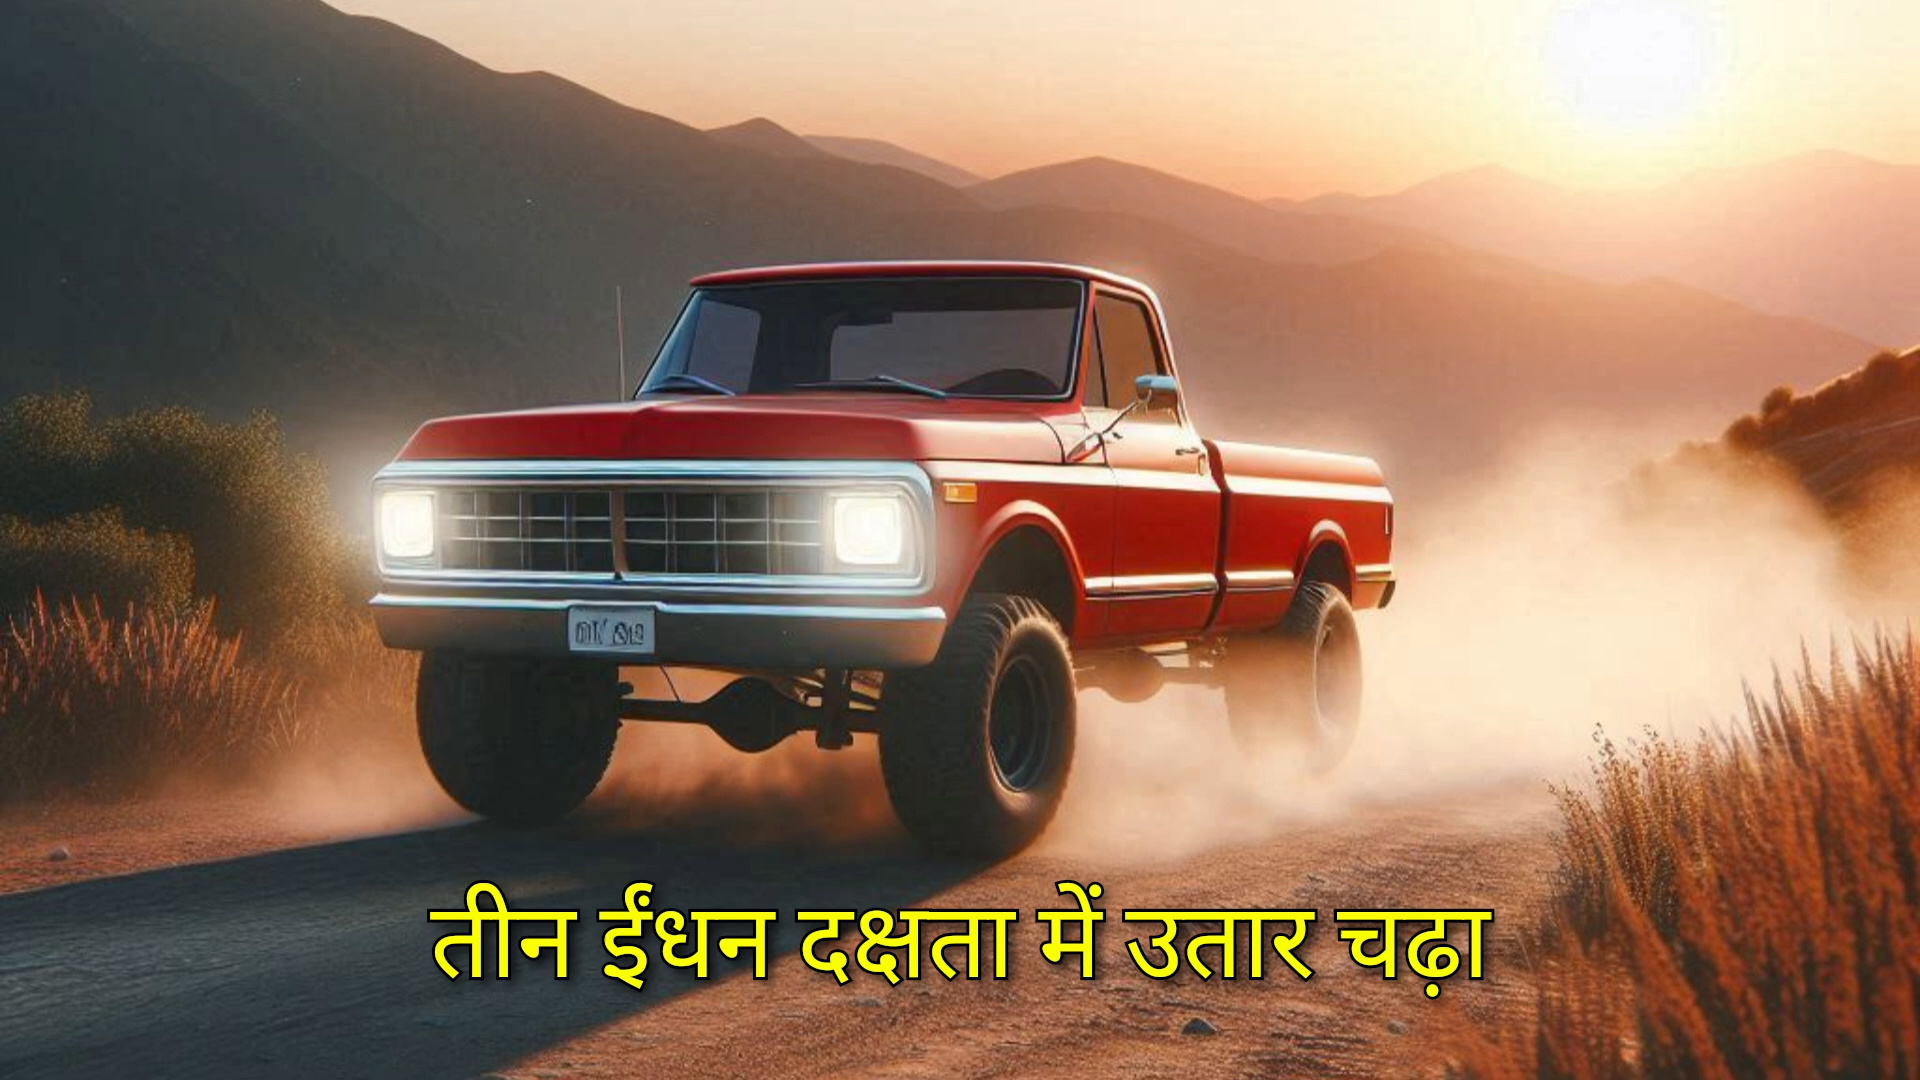 तीन ईंधन दक्षता में उतार चढ़ा